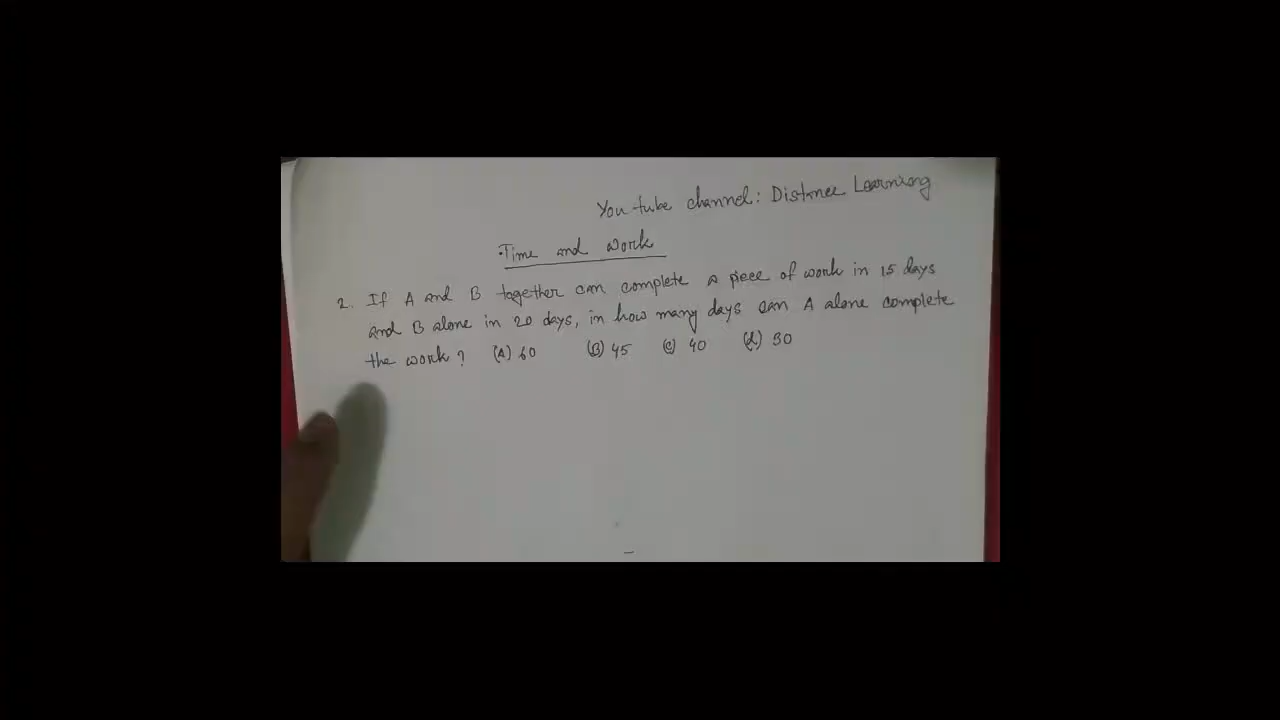 You tube channel: Distance Learning
Time and work
2. If A and B together can complete a piece of work in 15 days
and B alone in 20 days, in how many days can A alone complete
the work? (A) 60 (B) 45 (C) 40 (d) 30